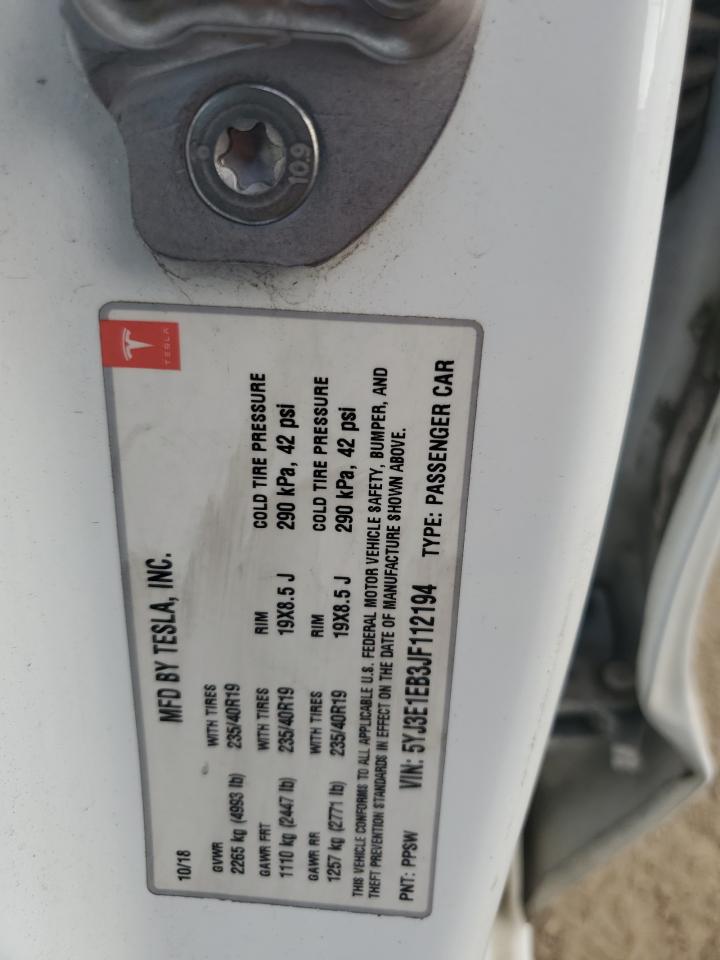 10.9
TESLA
MFD BY TESLA, INC.
10/18
GVWR WITH TIRES RIM COLD TIRE PRESSURE
2265 kg (4993 lb) 235/40R19 19X8.5 J 290 kPa, 42 psi
GAWR FRT WITH TIRES RIM COLD TIRE PRESSURE
1110 kg (2447 lb) 235/40R19 19X8.5 J 290 kPa, 42 psi
GAWR RR WITH TIRES
1257 kg (2771 lb) 235/40R19
THIS VEHICLE CONFORMS TO ALL APPLICABLE U.S. FEDERAL MOTOR VEHICLE SAFETY, BUMPER, AND
THEFT PREVENTION STANDARDS IN EFFECT ON THE DATE OF MANUFACTURE SHOWN ABOVE.
PNT: PPSW VIN: 5YJ3E1EB3JF112194 TYPE: PASSENGER CAR